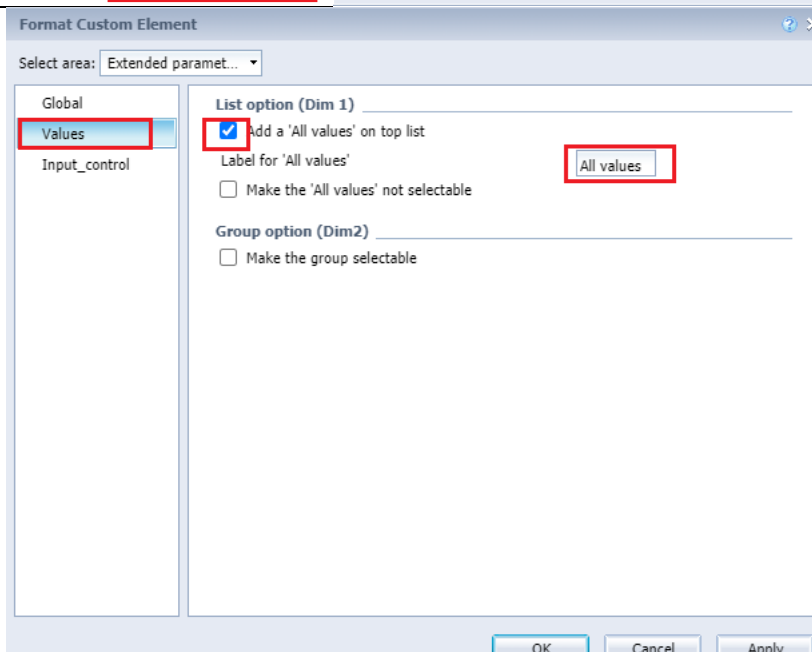 Format Custom Element
Select area: Extended paramet...
Global
Values
Input_control
List option (Dim 1)
Add a 'All values' on top list
Label for 'All values' All values
Make the 'All values' not selectable
Group option (Dim2)
Make the group selectable
OK Cancel Apply